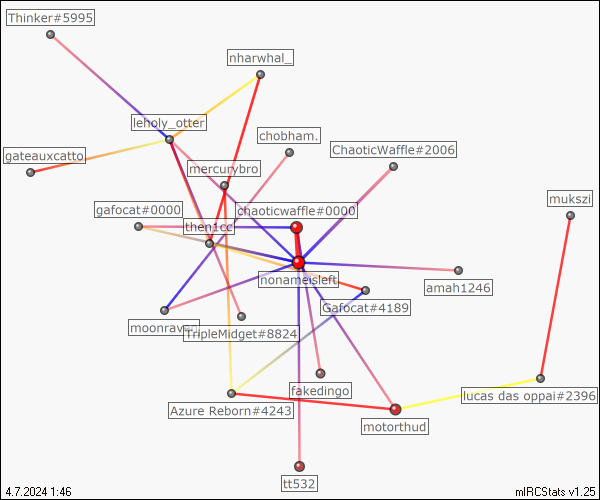 Thinker#5995
nharwhal_
leholy_otter
chobham.
ChaoticWaffle#2006
gateauxcatto
mercurybro
mukszi
gafocat#0000
chaoticwaffle#0000
then1cc
nonameisleft
amah1246
Gafocat#4189
moonraven
TripleMidget#8824
fakedingo
lucas das oppai#2396
Azure Reborn#4243
motorthud
tt532
4.7.2024 1:46
mIRCStats v1.25